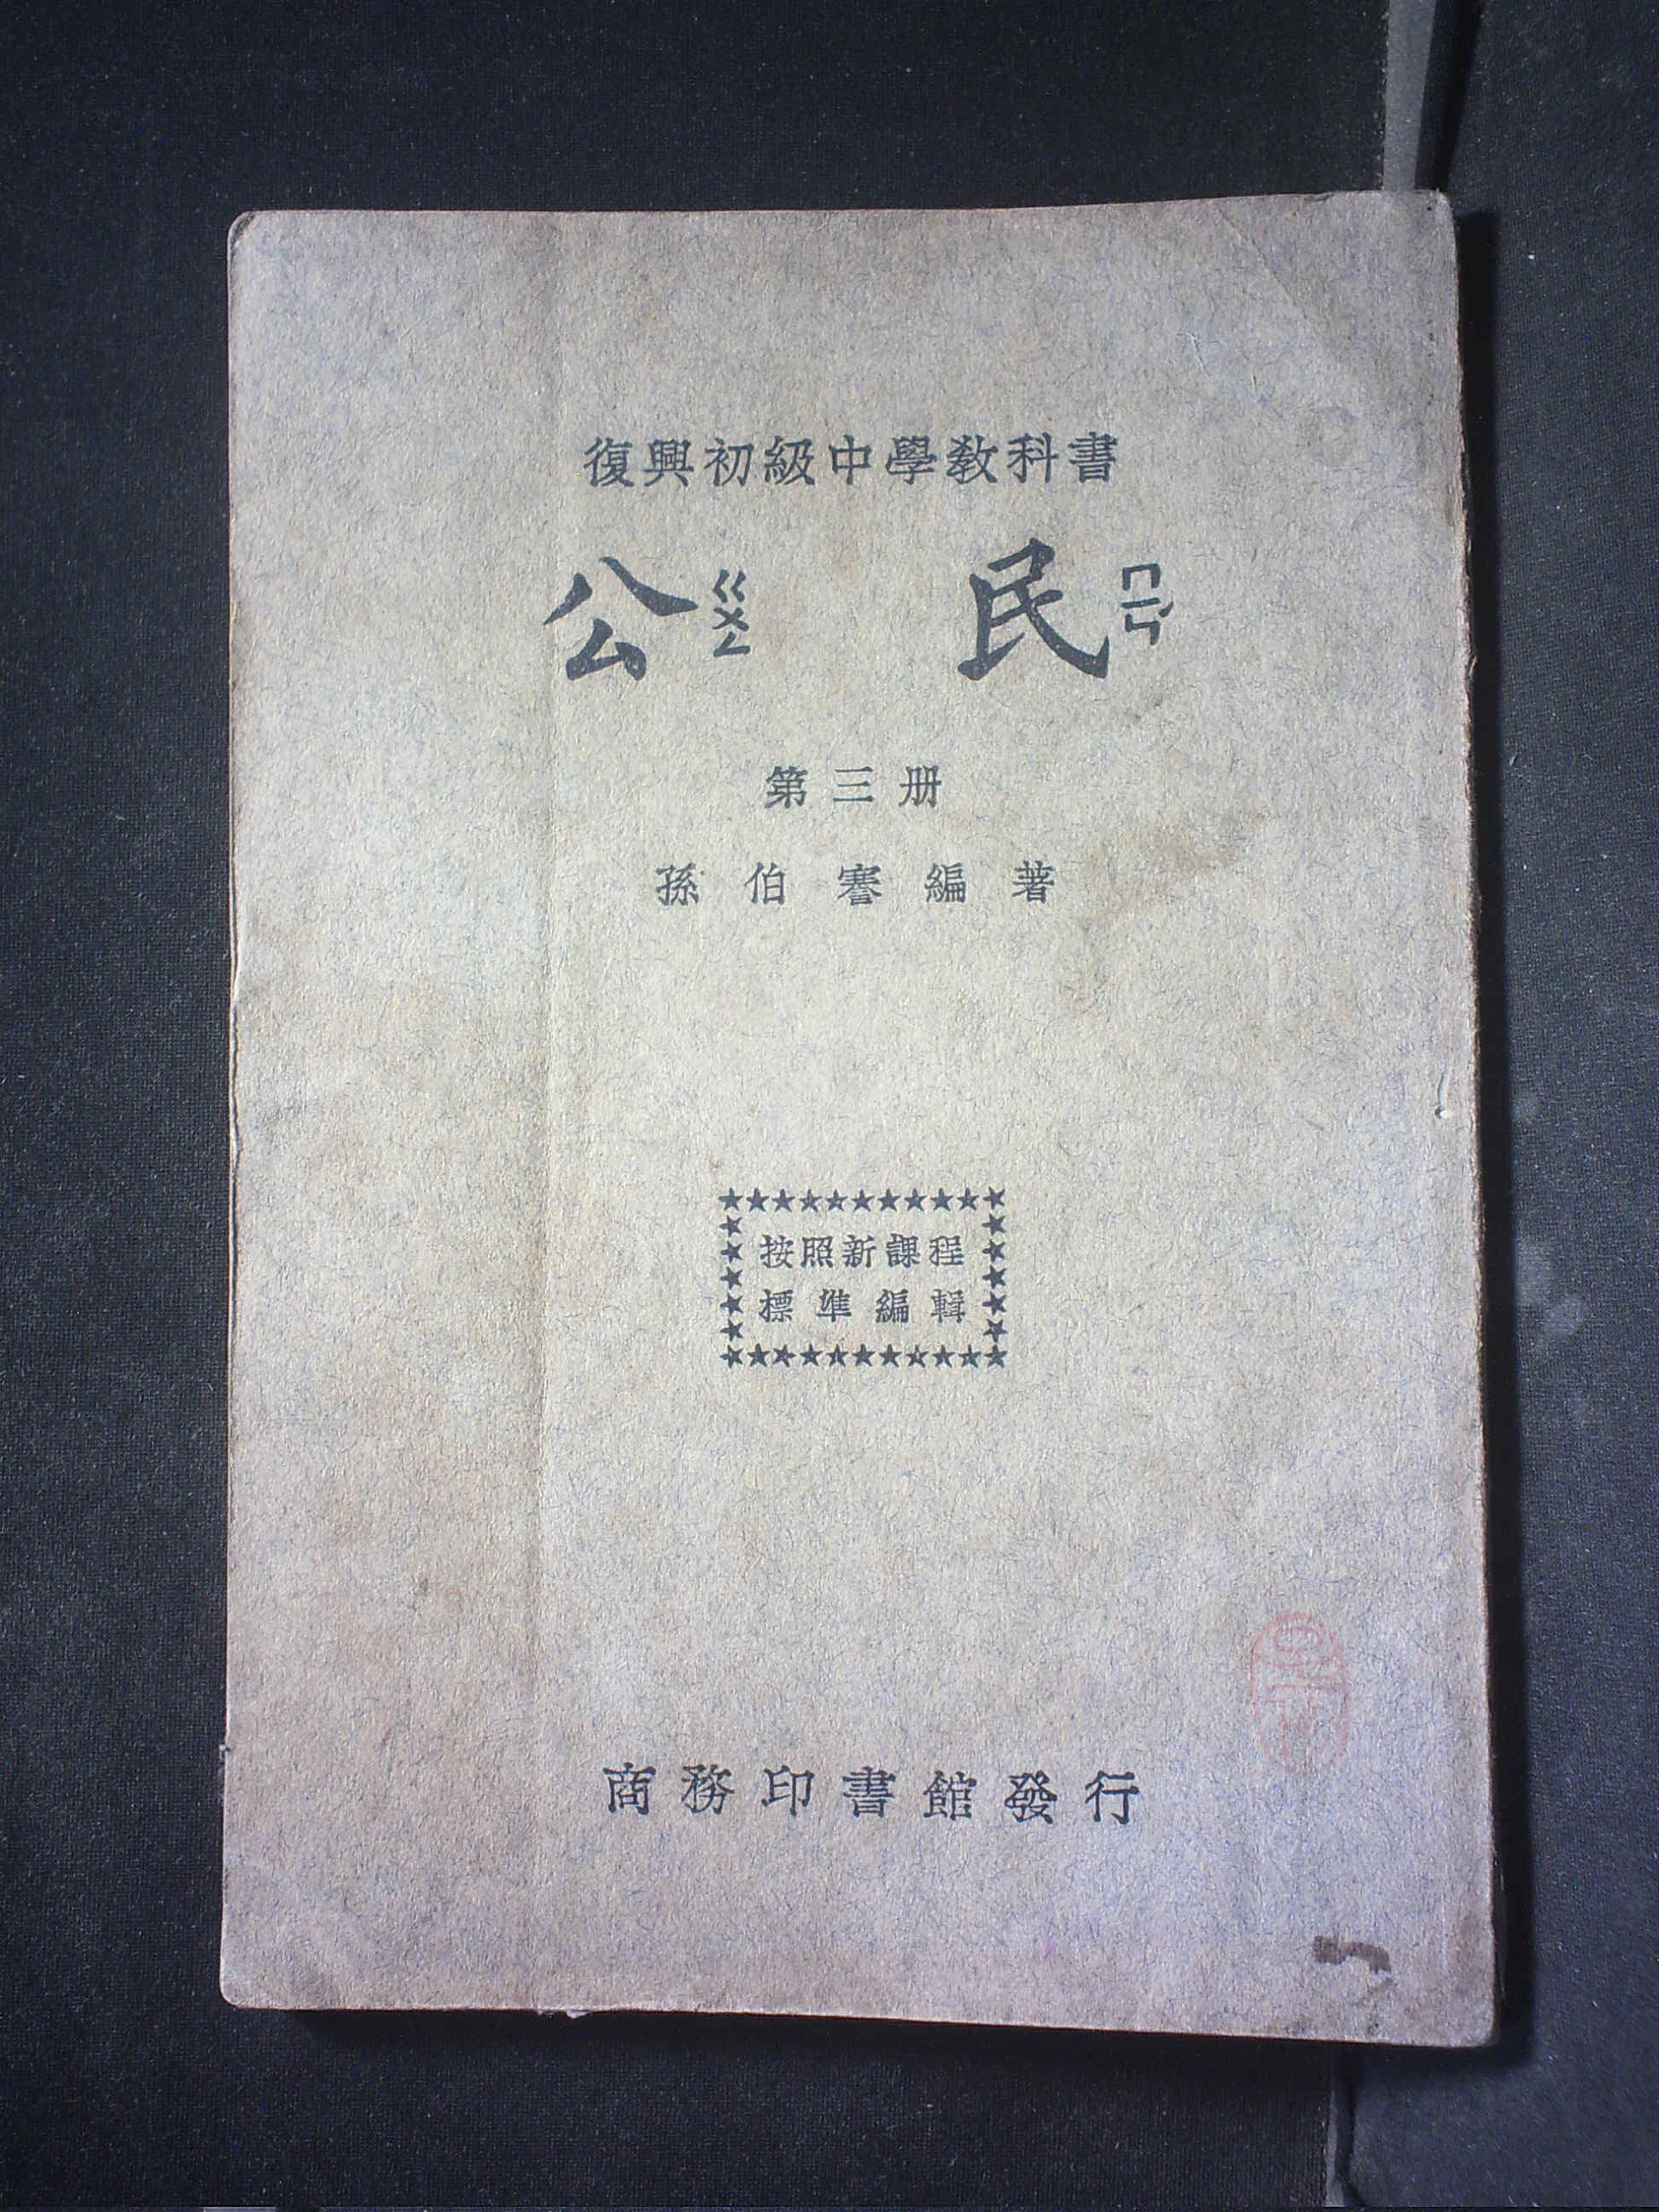 復興初級中學教科書
公ㄍㄨㄥ 民ㄇㄧㄣˊ
第三册
孫伯謇編著
按照新課程
標準編輯
商務印書館發行